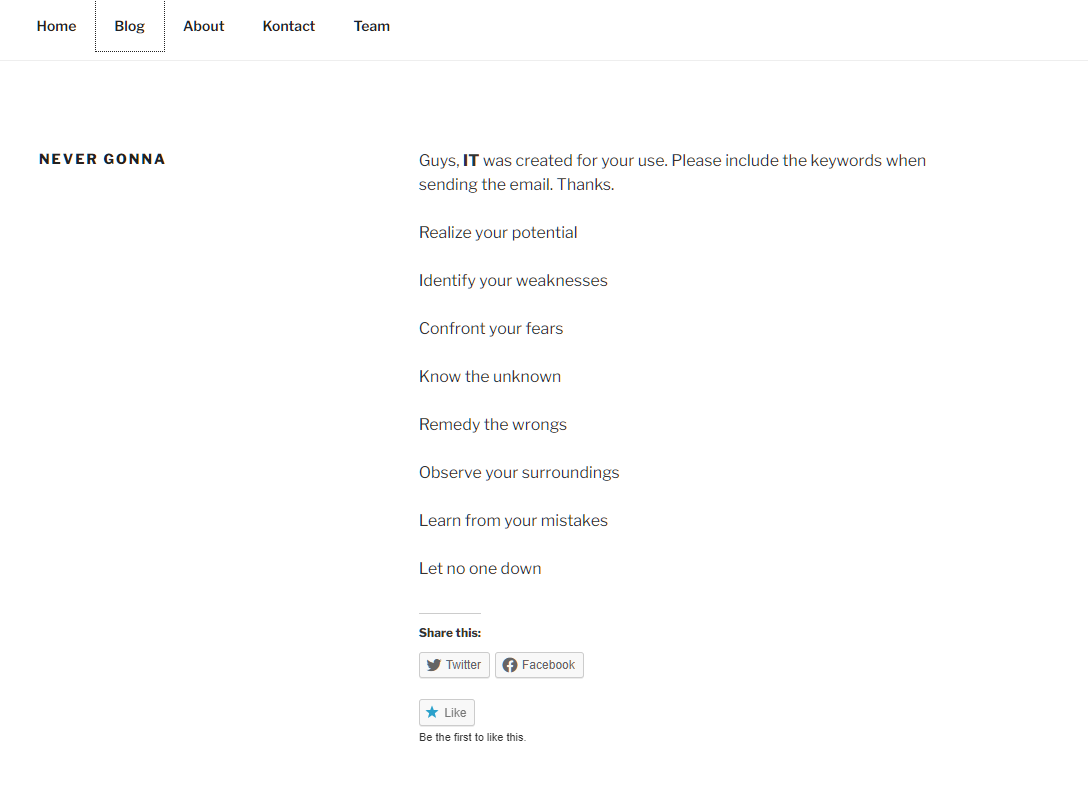 Home Blog About Kontact Team
NEVER GONNA
Guys, IT was created for your use. Please include the keywords when
sending the email. Thanks.
Realize your potential
Identify your weaknesses
Confront your fears
Know the unknown
Remedy the wrongs
Observe your surroundings
Learn from your mistakes
Let no one down
Share this:
Twitter Facebook
Like
Be the first to like this.